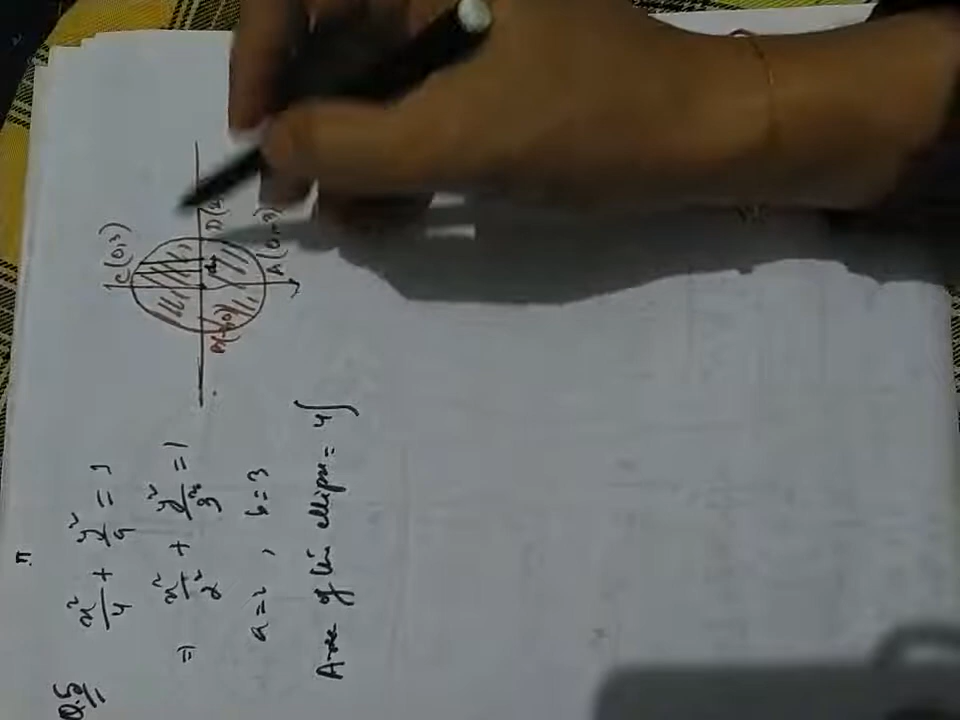 Q.5
x²/4 + y²/9 = 1
⇒ x²/2² + y²/3² = 1
a=2, b=3
Area of the ellipse = 4∫
C(0,3)
A(0,-3)